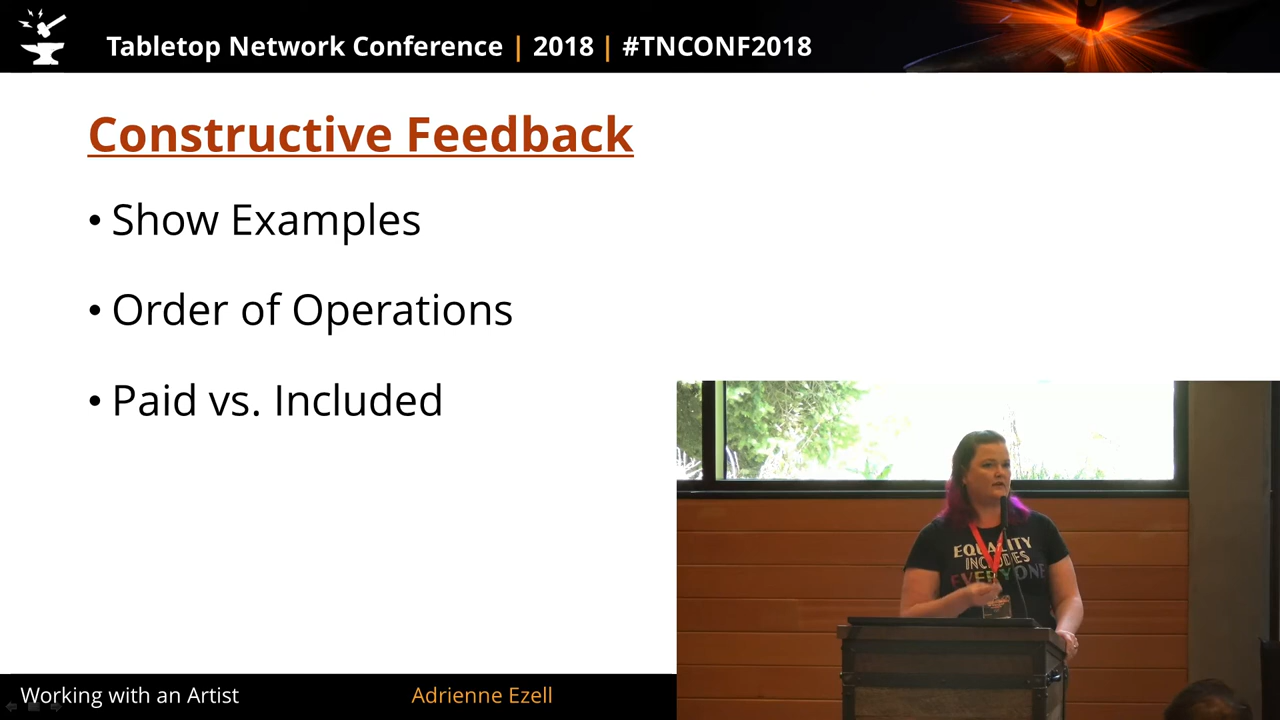 Tabletop Network Conference | 2018 | #TNCONF2018
Constructive Feedback
• Show Examples
• Order of Operations
• Paid vs. Included
EQUALITY
INCLUDES
EVERYONE
Working with an Artist
Adrienne Ezell